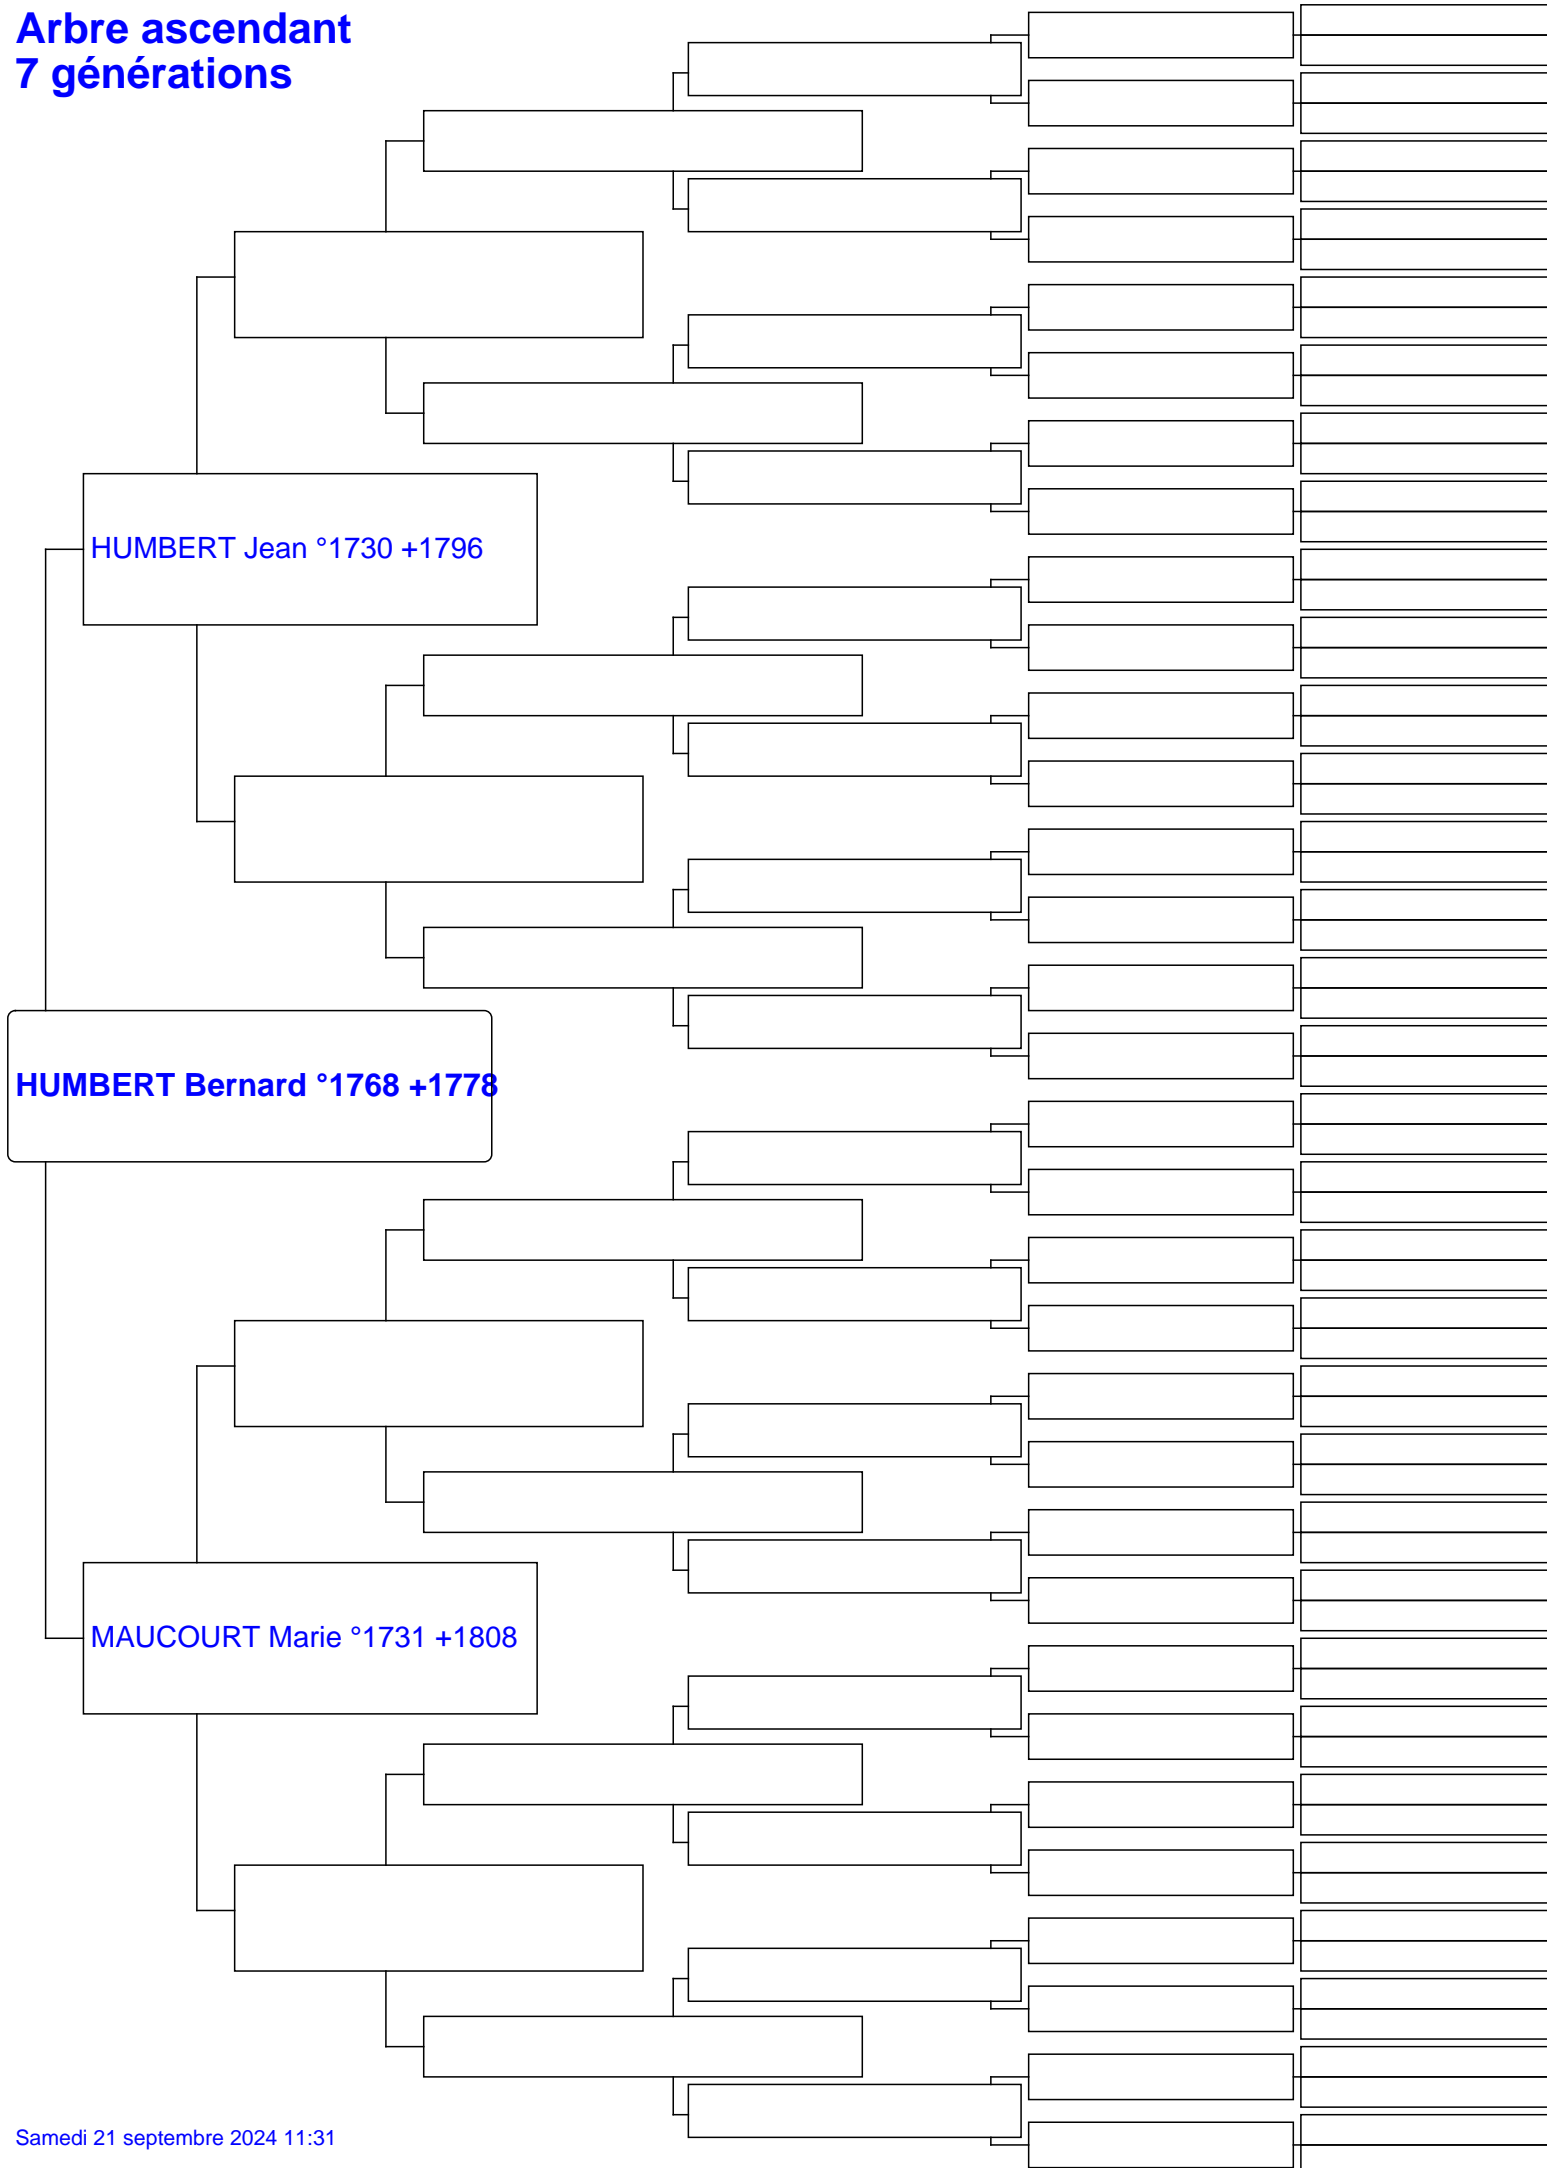 Arbre ascendant
7 générations
HUMBERT Jean °1730 +1796
HUMBERT Bernard °1768 +1778
MAUCOURT Marie °1731 +1808
Samedi 21 septembre 2024 11:31